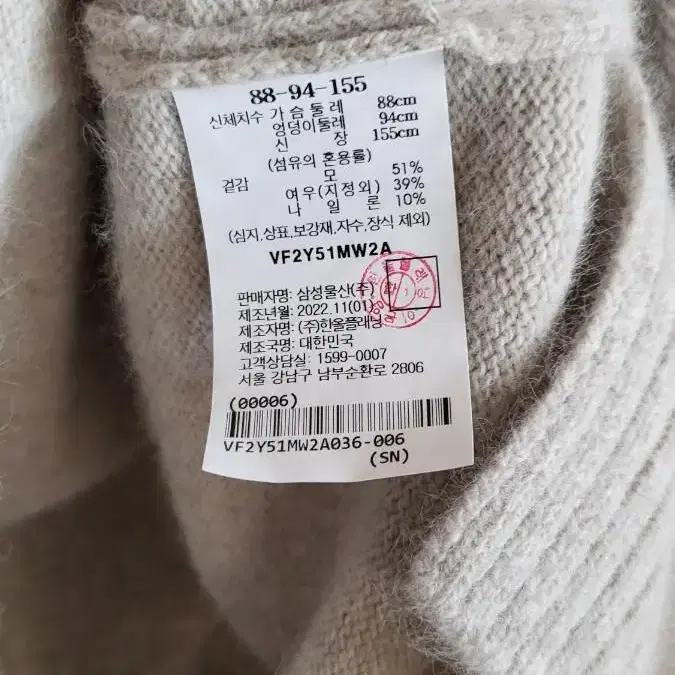 88-94-155
신체치수 가슴둘레 88cm
엉덩이둘레 94cm
신 장 155cm
(섬유의 혼용률)
겉감 모 51%
여우(지정외) 39%
나 일 론 10%
(심지,상표,보강재,자수,장식 제외)
VF2Y51MW2A
판매자명: 삼성물산(주)
제조년월: 2022.11(01)
제조자명: (주)한올플래닝
제조국명: 대한민국
고객상담실: 1599-0007
서울 강남구 남부순환로 2806
(00006)
VF2Y51MW2A036-006
(SN)